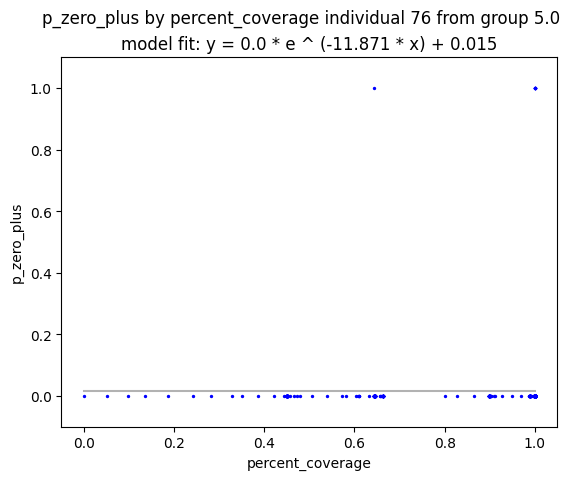 p_zero_plus by percent_coverage individual 76 from group 5.0
model fit: y = 0.0 * e ^ (-11.871 * x) + 0.015
1.0
0.8
0.6
0.4
0.2
0.0
p_zero_plus
0.0 0.2 0.4 0.6 0.8 1.0
percent_coverage